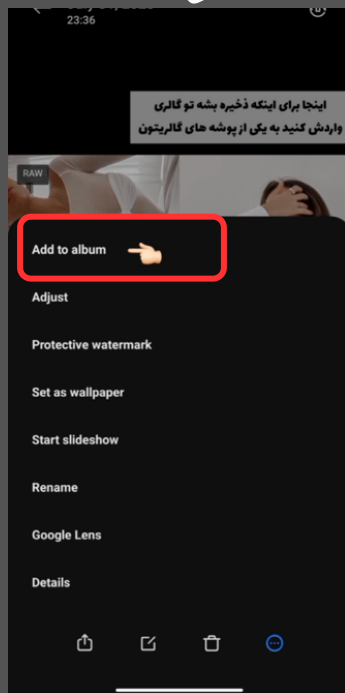 23:36
اینجا برای اینکه ذخیره بشه تو گالری
واردش کنید به یکی از پوشه های گالریتون
RAW
Add to album
Adjust
Protective watermark
Set as wallpaper
Start slideshow
Rename
Google Lens
Details